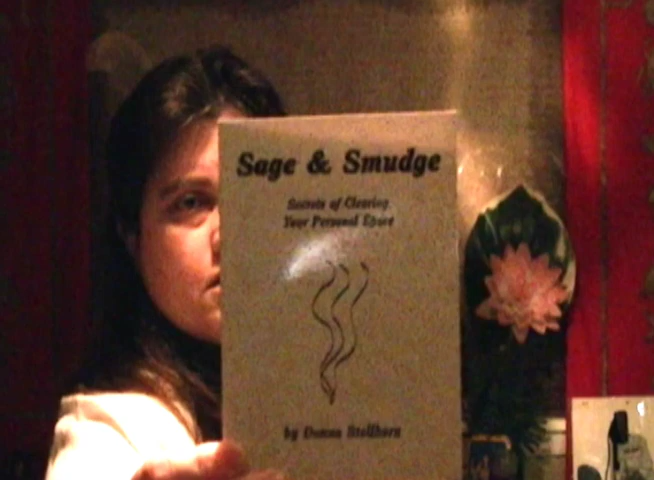 Sage & Smudge
Secrets of Clearing
Your Personal Space
by Donna Stellhorn